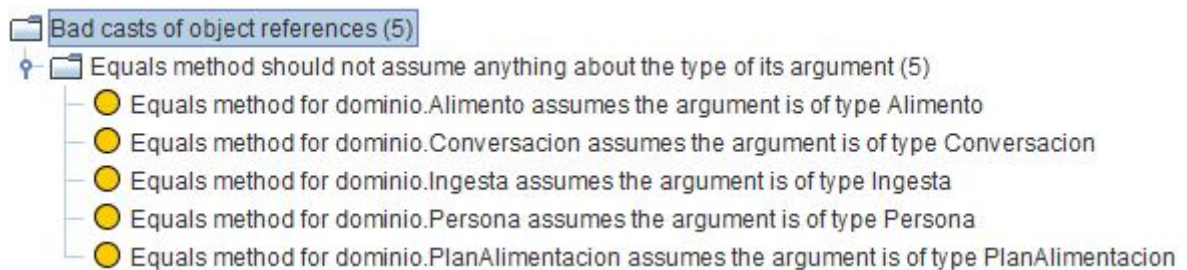 Bad casts of object references (5)
Equals method should not assume anything about the type of its argument (5)
Equals method for dominio.Alimento assumes the argument is of type Alimento
Equals method for dominio.Conversacion assumes the argument is of type Conversacion
Equals method for dominio.Ingesta assumes the argument is of type Ingesta
Equals method for dominio.Persona assumes the argument is of type Persona
Equals method for dominio.PlanAlimentacion assumes the argument is of type PlanAlimentacion